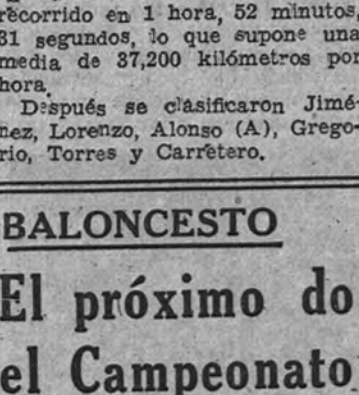 recorrido en 1 hora, 52 minutos,
31 segundos, lo que supone una
media de 37,200 kilómetros por
hora.
Después se clasificaron Jimé-
nez, Lorenzo, Alonso (A), Grego-
rio, Torres y Carretero.
BALONCESTO
El próximo do
el Campeonato